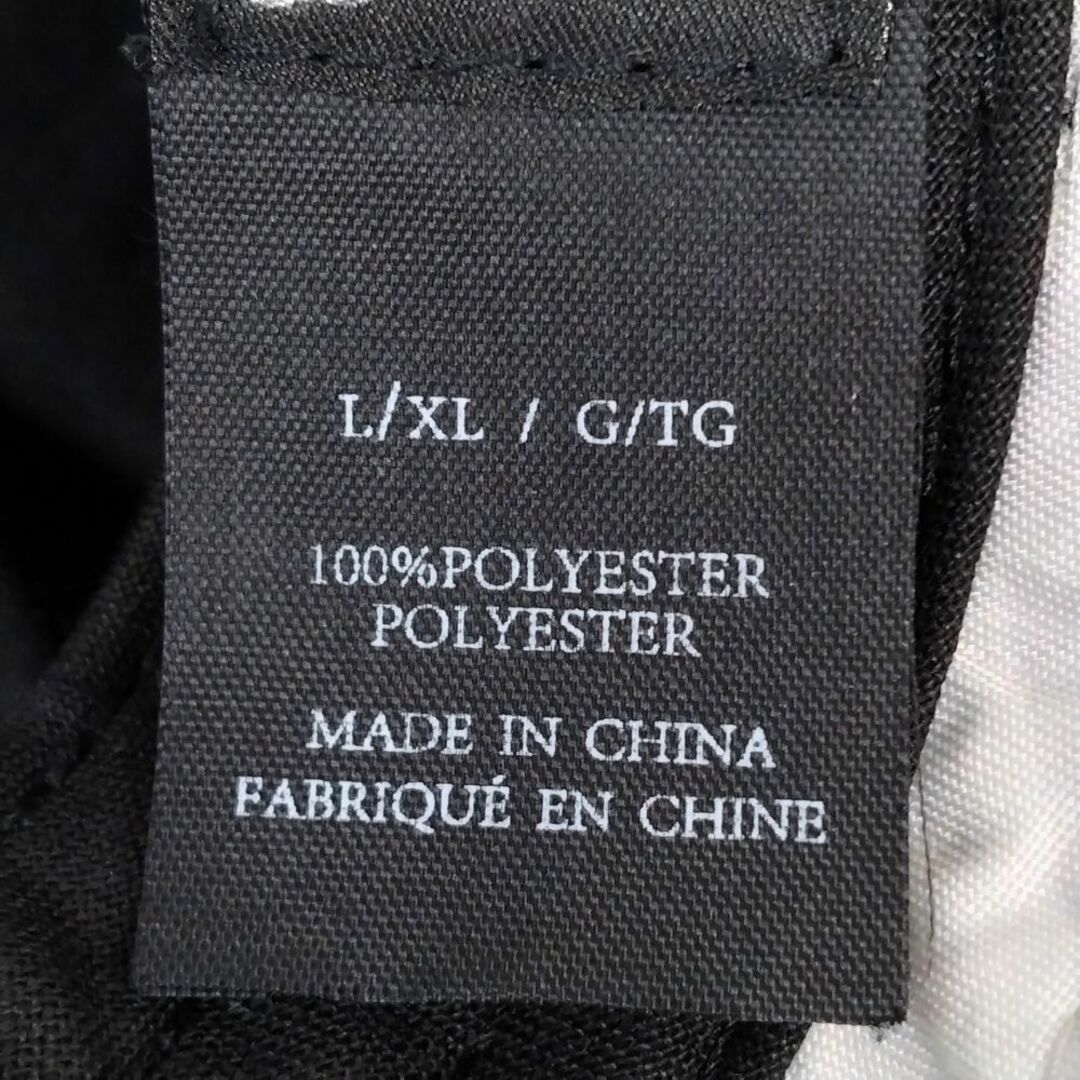 L/XL / G/TG
100%POLYESTER
POLYESTER
MADE IN CHINA
FABRIQUÉ EN CHINE